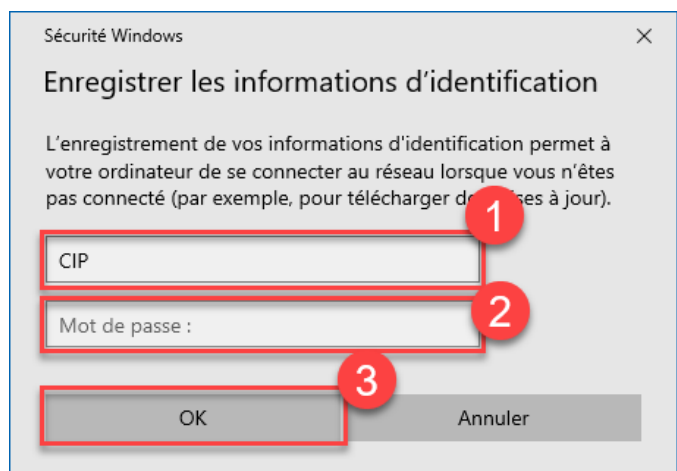 Sécurité Windows
Enregistrer les informations d’identification
L’enregistrement de vos informations d'identification permet à
votre ordinateur de se connecter au réseau lorsque vous n’êtes
pas connecté (par exemple, pour télécharger à jour).
1
CIP
2
Mot de passe :
3
OK
Annuler